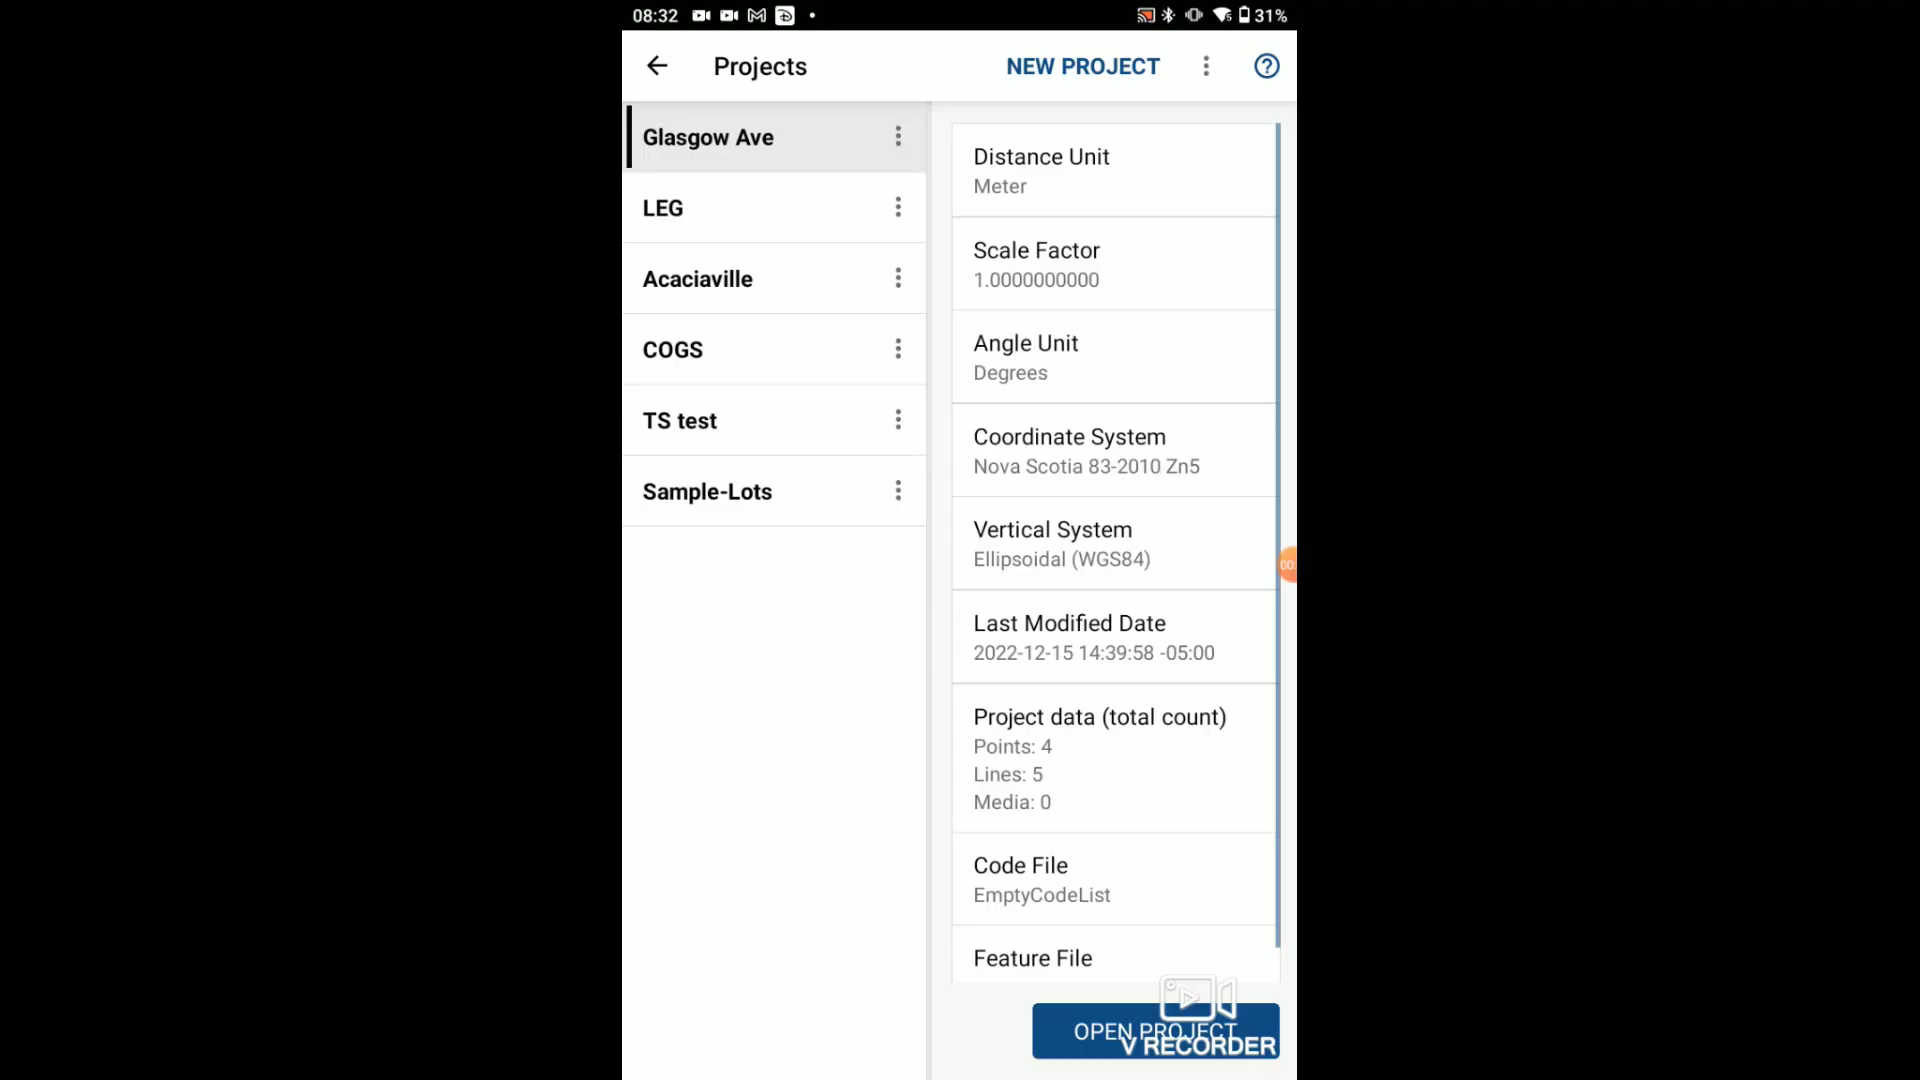 08:32
31%
Projects
NEW PROJECT
Glasgow Ave
LEG
Acaciaville
COGS
TS test
Sample-Lots
Distance Unit
Meter
Scale Factor
1.0000000000
Angle Unit
Degrees
Coordinate System
Nova Scotia 83-2010 Zn5
Vertical System
Ellipsoidal (WGS84)
00:
Last Modified Date
2022-12-15 14:39:58 -05:00
Project data (total count)
Points: 4
Lines: 5
Media: 0
Code File
EmptyCodeList
Feature File
OPEN PROJECT
V RECORDER